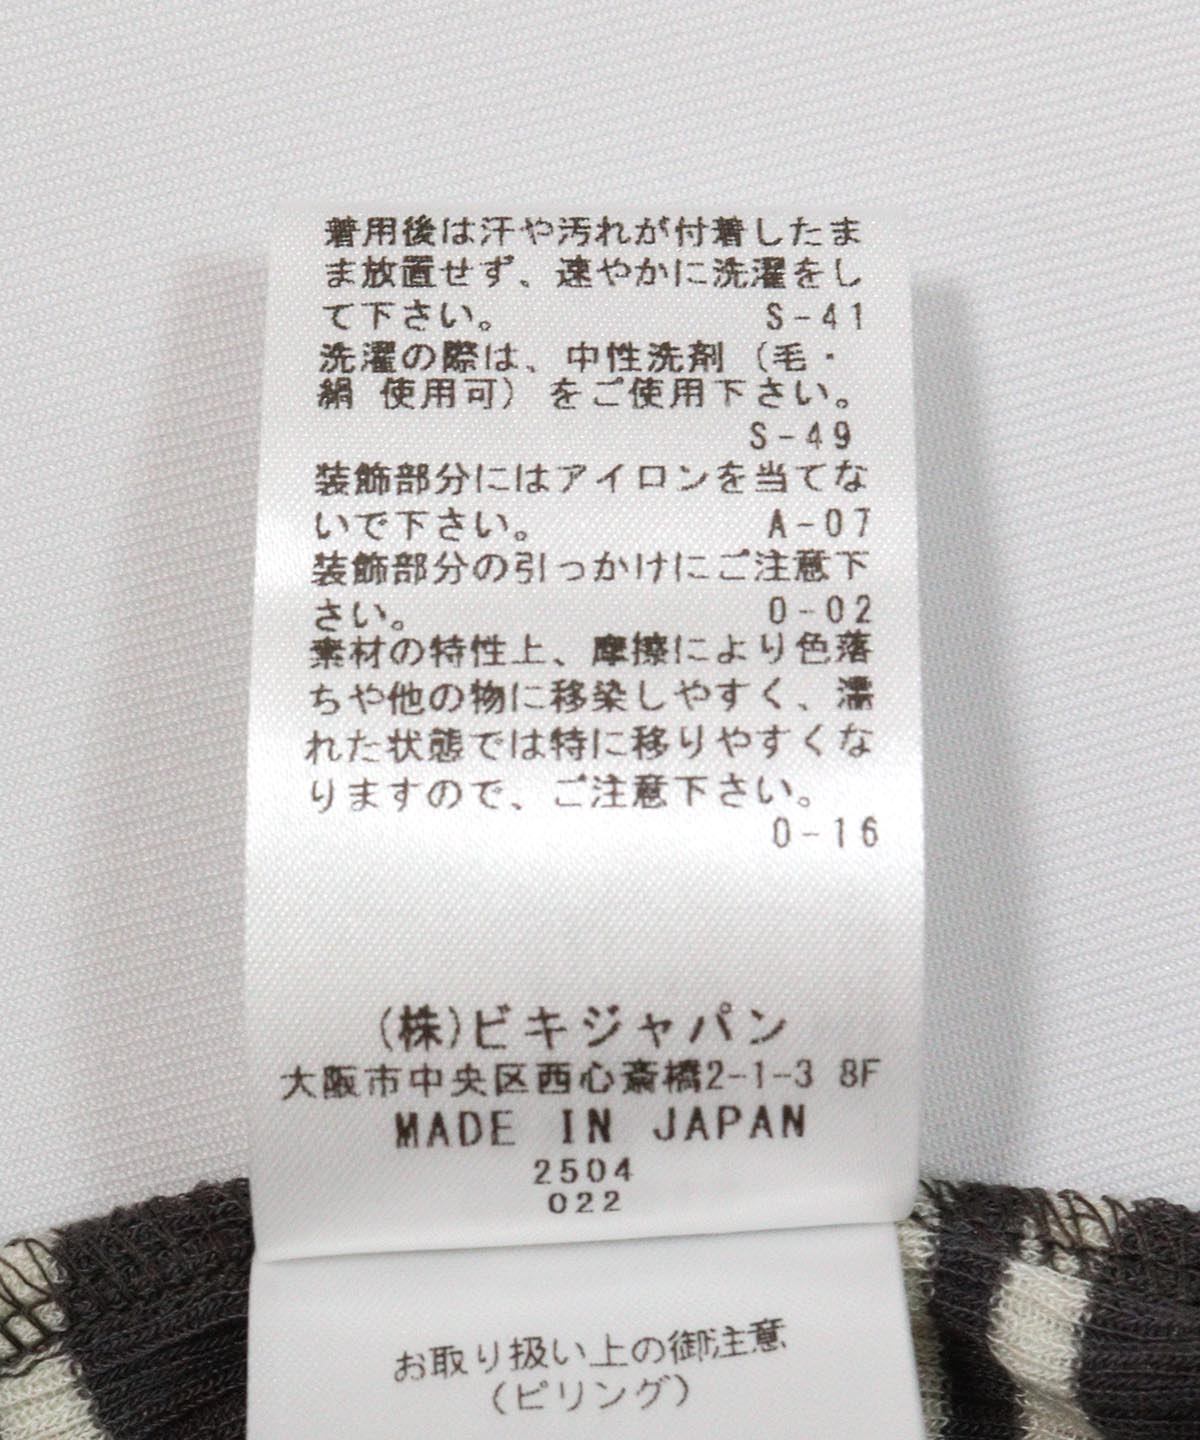 着用後は汗や汚れが付着したま
ま放置せず、速やかに洗濯をし
て下さい。 S-41
洗濯の際は、中性洗剤（毛・
絹 使用可）をご使用下さい。
S-49
装飾部分にはアイロンを当てな
いで下さい。 A-07
装飾部分の引っかけにご注意下
さい。 0-02
素材の特性上、摩擦により色落
ちや他の物に移染しやすく、濡
れた状態では特に移りやすくな
りますので、ご注意下さい。
0-16
(株)ビキジャパン
大阪市中央区西心斎橋2-1-3 8F
MADE IN JAPAN
2504
022
お取り扱い上の御注意
(ピリング)